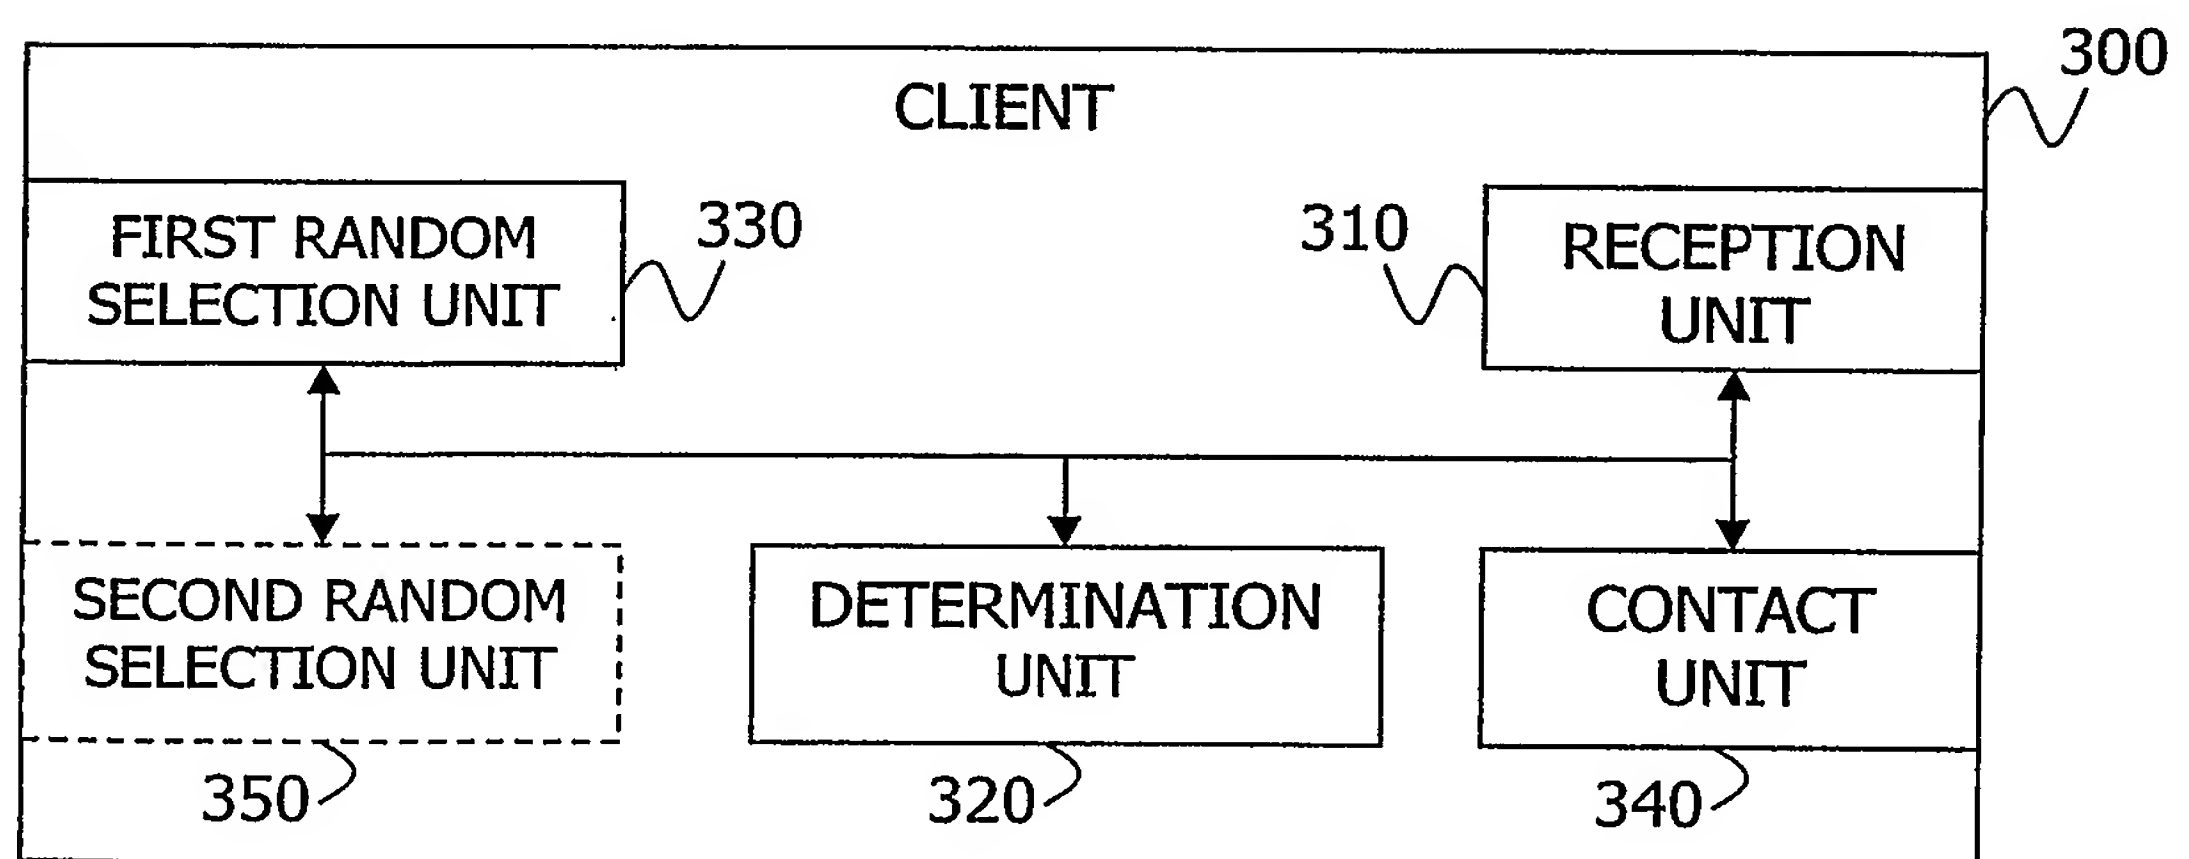 300
CLIENT
FIRST RANDOM
SELECTION UNIT
330
310
RECEPTION
UNIT
SECOND RANDOM
SELECTION UNIT
DETERMINATION
UNIT
CONTACT
UNIT
350
320
340